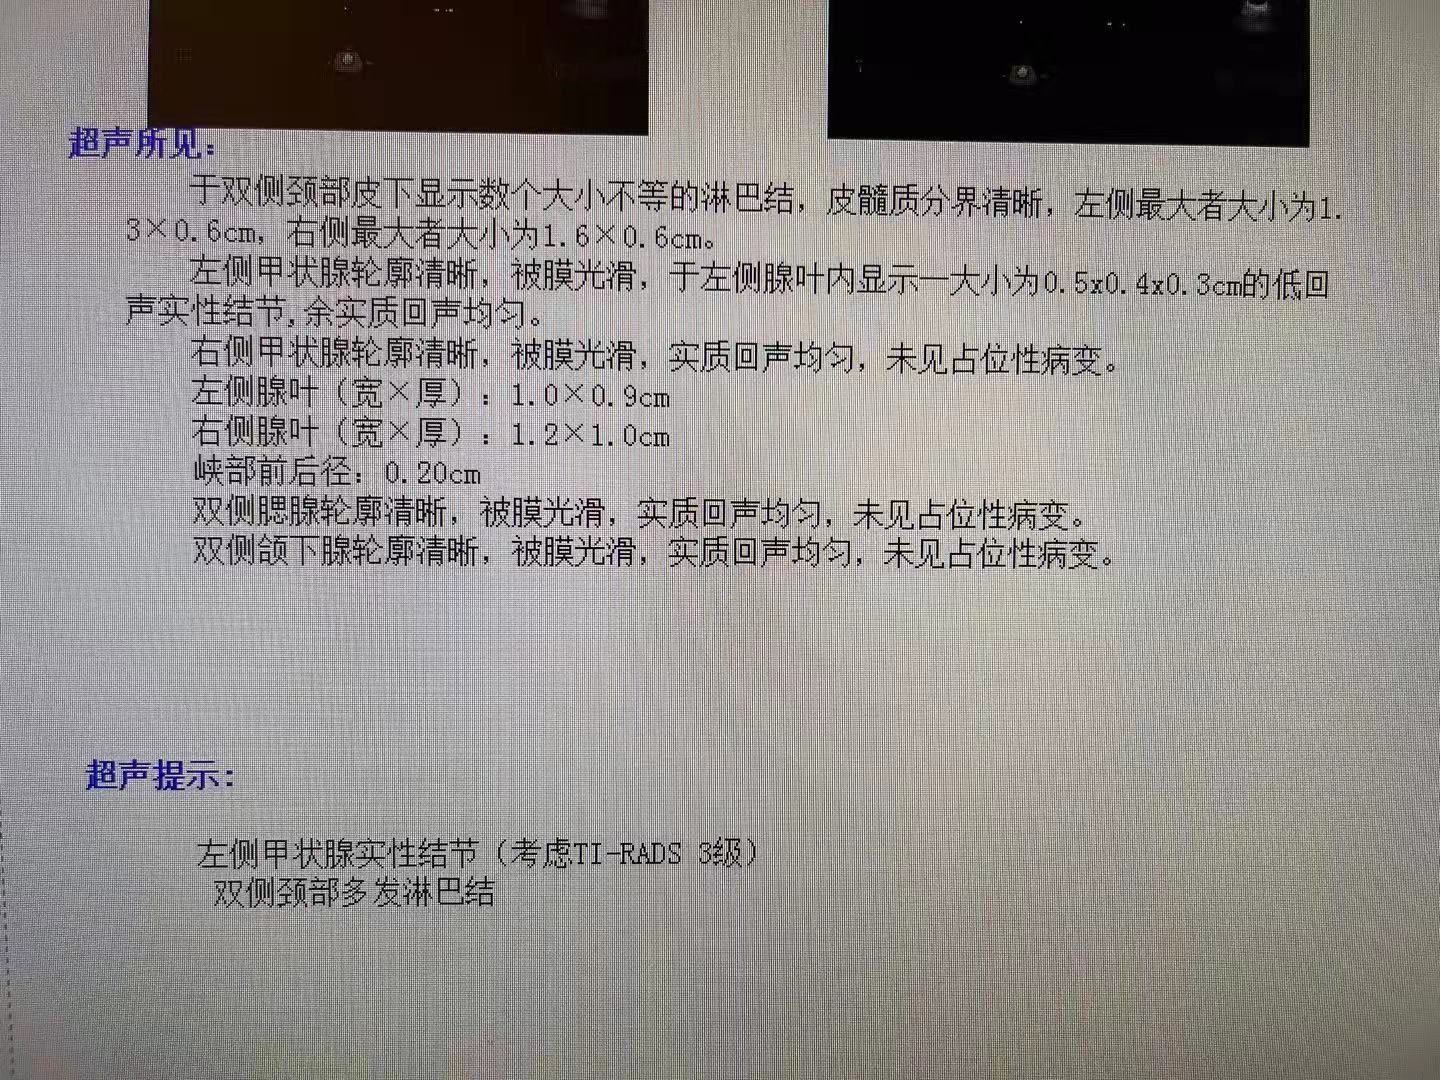 超声所见：
于双侧颈部皮下显示数个大小不等的淋巴结，皮髓质分界清晰，左侧最大者大小为1.
3×0.6cm，右侧最大者大小为1.6×0.6cm。
左侧甲状腺轮廓清晰，被膜光滑，于左侧腺叶内显示一大小为0.5x0.4x0.3cm的低回
声实性结节,余实质回声均匀。
右侧甲状腺轮廓清晰，被膜光滑，实质回声均匀，未见占位性病变。
左侧腺叶（宽×厚）：1.0×0.9cm
右侧腺叶（宽×厚）：1.2×1.0cm
峡部前后径：0.20cm
双侧腮腺轮廓清晰，被膜光滑，实质回声均匀，未见占位性病变。
双侧颌下腺轮廓清晰，被膜光滑，实质回声均匀，未见占位性病变。
超声提示：
左侧甲状腺实性结节（考虑TI-RADS 3级）
双侧颈部多发淋巴结